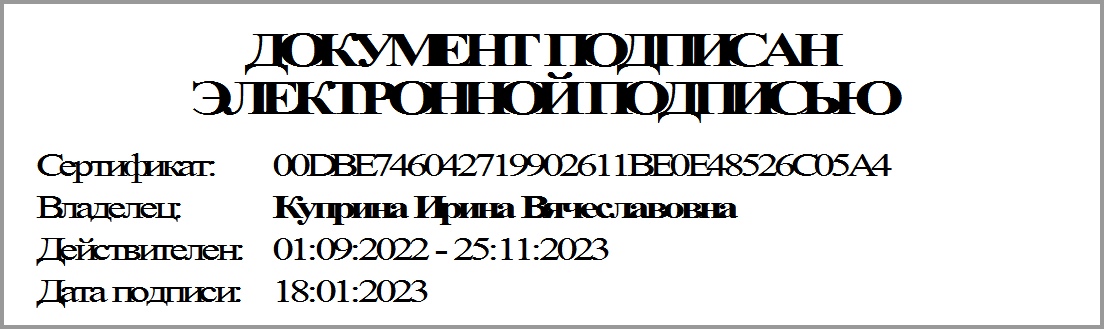 ДОКУМЕНТ ПОДПИСАН
ЭЛЕКТРОННОЙ ПОДПИСЬЮ
Сертификат: 00DBE746042719902611BE0E48526C05A4
Владелец: Куприна Ирина Вячеславовна
Действителен: 01:09:2022 - 25:11:2023
Дата подписи: 18:01:2023